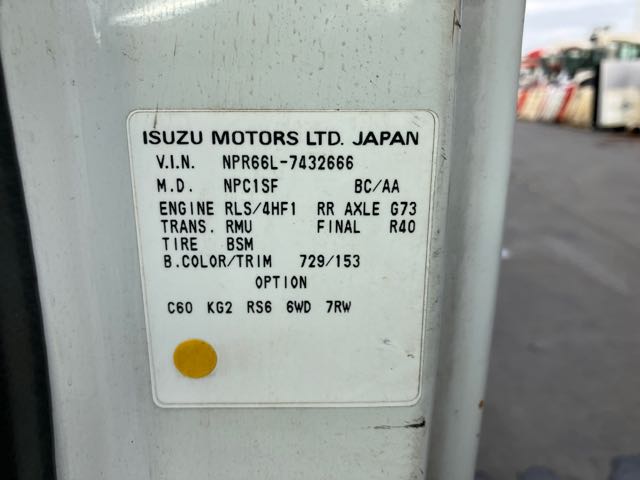 ISUZU MOTORS LTD. JAPAN
V.I.N. NPR66L-7432666
M.D. NPC1SF BC/AA
ENGINE RLS/4HF1 RR AXLE G73
TRANS. RMU FINAL R40
TIRE BSM
B.COLOR/TRIM 729/153
OPTION
C60 KG2 RS6 6WD 7RW